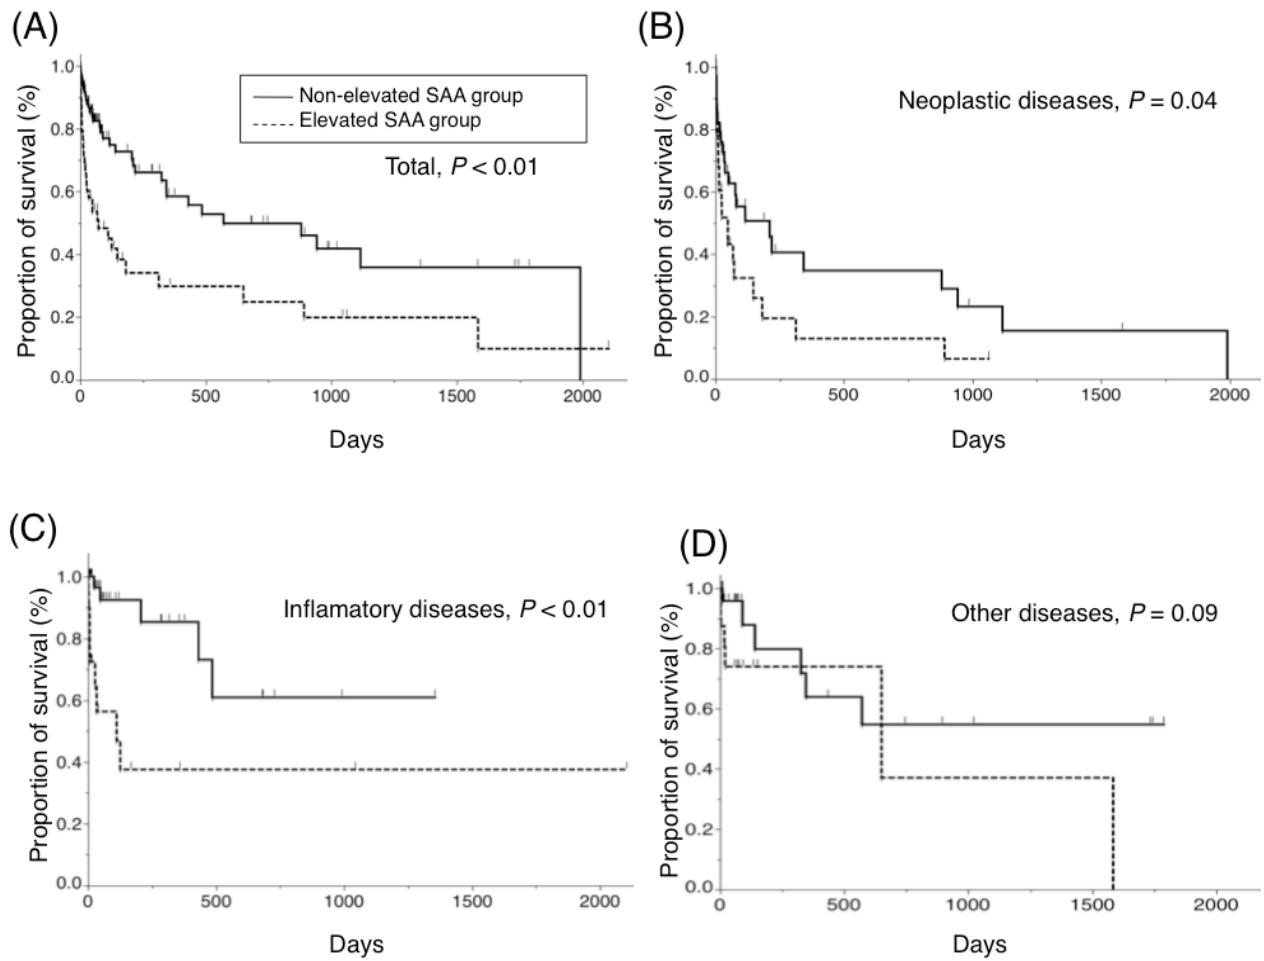 (A)
Proportion of survival (%)
1.0
0.8
0.6
0.4
0.2
0.0
0 500 1000 1500 2000
Days
Non-elevated SAA group
Elevated SAA group
Total, P < 0.01
(B)
Proportion of survival (%)
1.0
0.8
0.6
0.4
0.2
0.0
0 500 1000 1500 2000
Days
Neoplastic diseases, P = 0.04
(C)
Proportion of survival (%)
1.0
0.8
0.6
0.4
0.2
0.0
0 500 1000 1500 2000
Days
Inflamatory diseases, P < 0.01
(D)
Proportion of survival (%)
1.0
0.8
0.6
0.4
0.2
0.0
0 500 1000 1500 2000
Days
Other diseases, P = 0.09